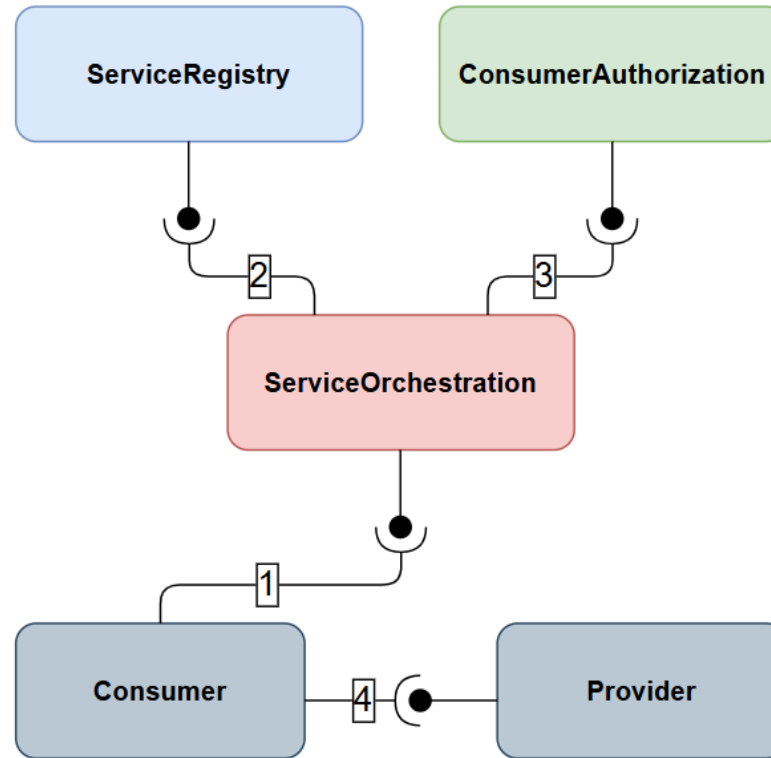 ServiceRegistry
ConsumerAuthorization
2
3
ServiceOrchestration
1
Consumer
4
Provider